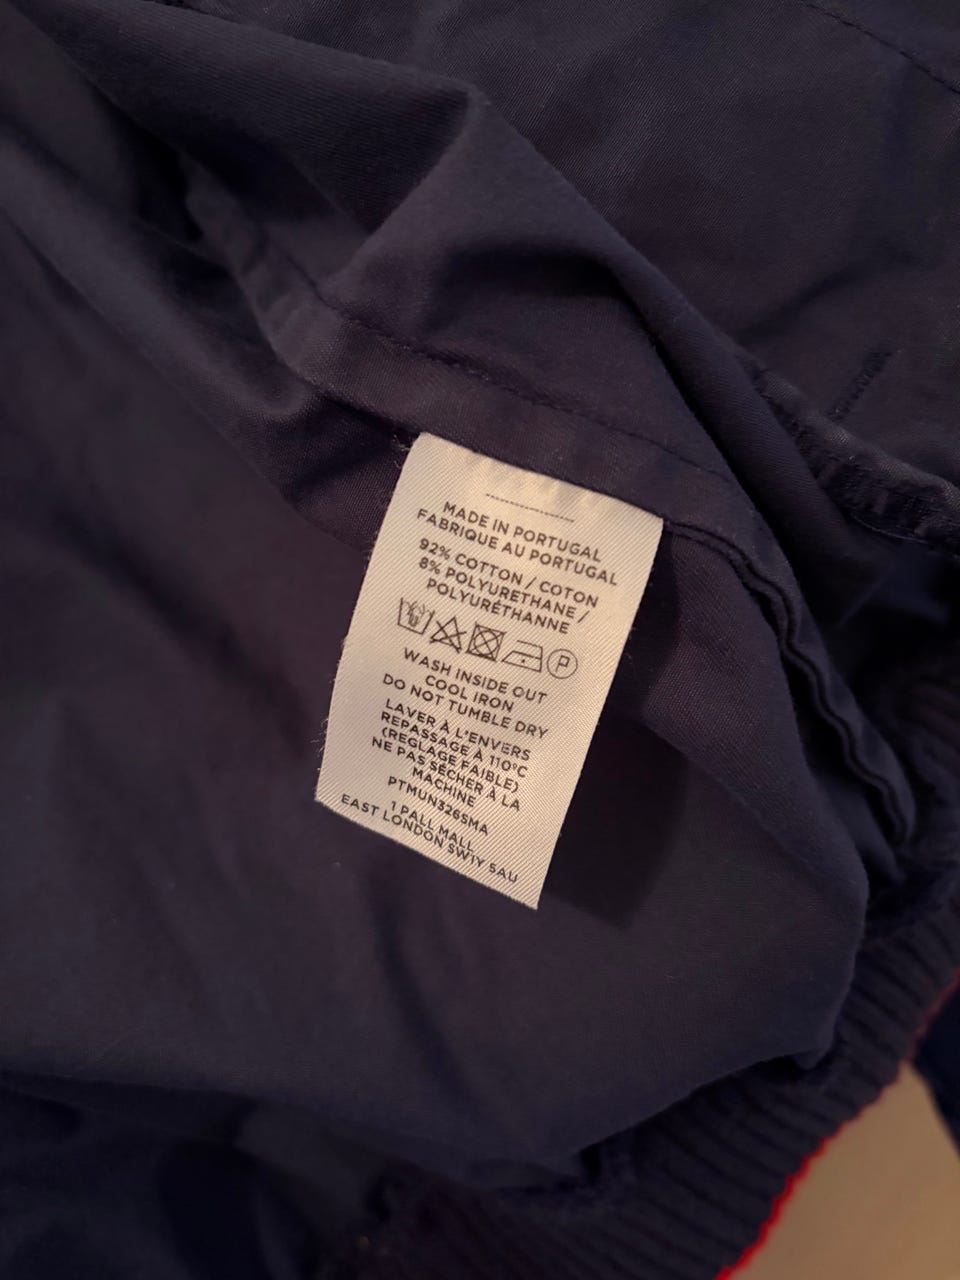 MADE IN PORTUGAL
FABRIQUE AU PORTUGAL
92% COTTON / COTON
8% POLYURETHANE /
POLYURÉTHANNE
P
WASH INSIDE OUT
COOL IRON
DO NOT TUMBLE DRY
LAVER À L'ENVERS
REPASSAGE À 110°C
(REGLAGE FAIBLE)
NE PAS SÉCHER À LA
MACHINE
PTMUN326SMA
1 PALL MALL
EAST LONDON SW1Y 5AU